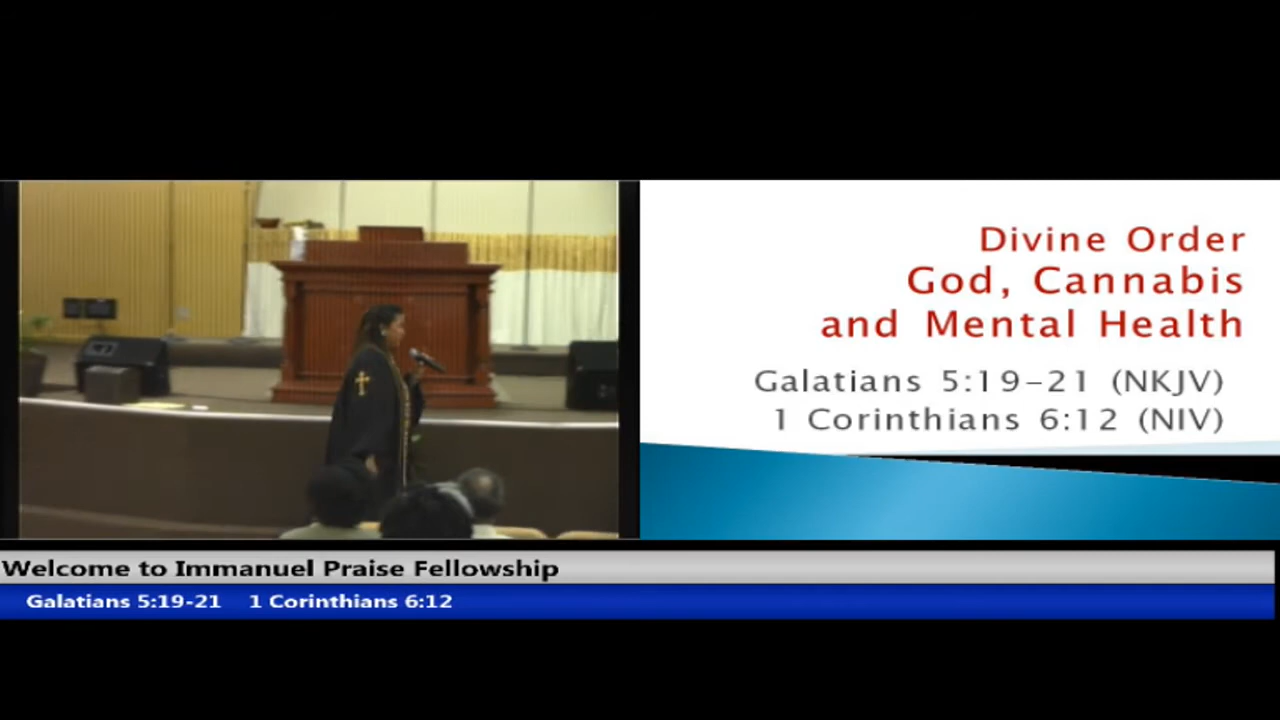 Divine Order
God, Cannabis
and Mental Health
Galatians 5:19-21 (NKJV)
1 Corinthians 6:12 (NIV)
Welcome to Immanuel Praise Fellowship
Galatians 5:19-21 1 Corinthians 6:12